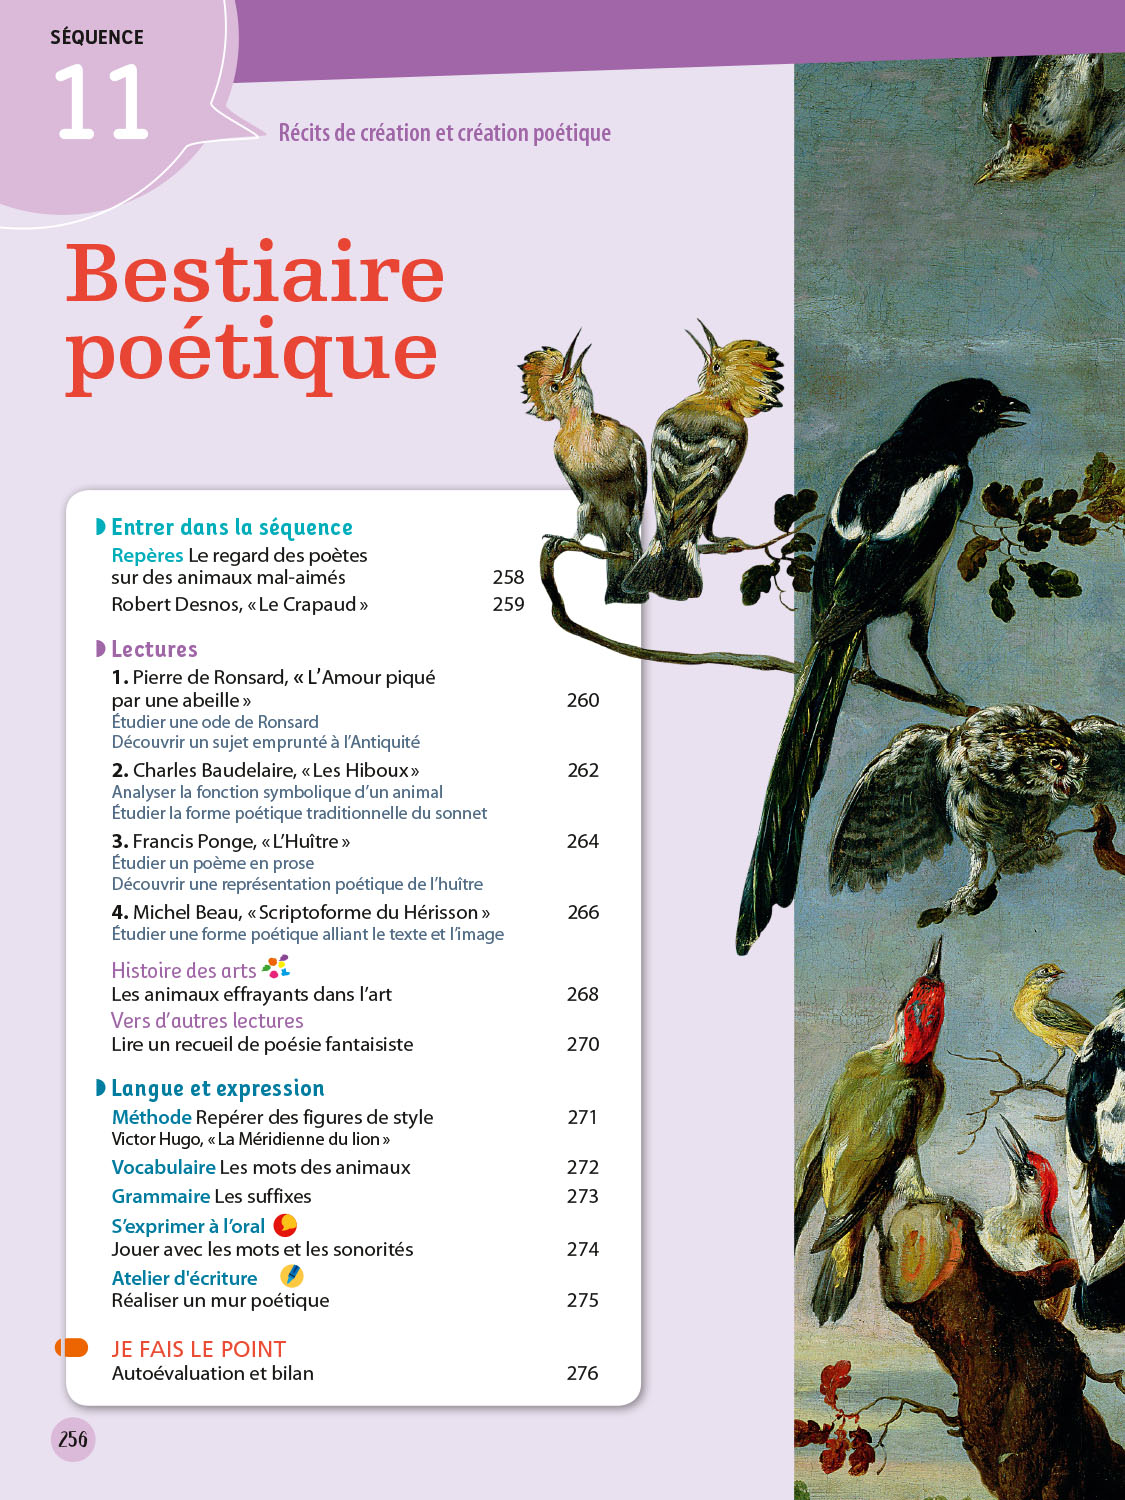 SÉQUENCE
11
Récits de création et création poétique
Bestiaire
poétique
Entrer dans la séquence
Repères Le regard des poètes
sur des animaux mal-aimés 258
Robert Desnos, « Le Crapaud » 259
Lectures
1. Pierre de Ronsard, « L’Amour piqué
par une abeille » 260
Étudier une ode de Ronsard
Découvrir un sujet emprunté à l’Antiquité
2. Charles Baudelaire, « Les Hiboux » 262
Analyser la fonction symbolique d’un animal
Étudier la forme poétique traditionnelle du sonnet
3. Francis Ponge, « L’Huître » 264
Étudier un poème en prose
Découvrir une représentation poétique de l’huître
4. Michel Beau, « Scriptoforme du Hérisson » 266
Étudier une forme poétique alliant le texte et l’image
Histoire des arts
Les animaux effrayants dans l’art 268
Vers d’autres lectures
Lire un recueil de poésie fantaisiste 270
Langue et expression
Méthode Repérer des figures de style 271
Victor Hugo, « La Méridienne du lion »
Vocabulaire Les mots des animaux 272
Grammaire Les suffixes 273
S’exprimer à l’oral
Jouer avec les mots et les sonorités 274
Atelier d'écriture
Réaliser un mur poétique 275
JE FAIS LE POINT
Autoévaluation et bilan 276
256